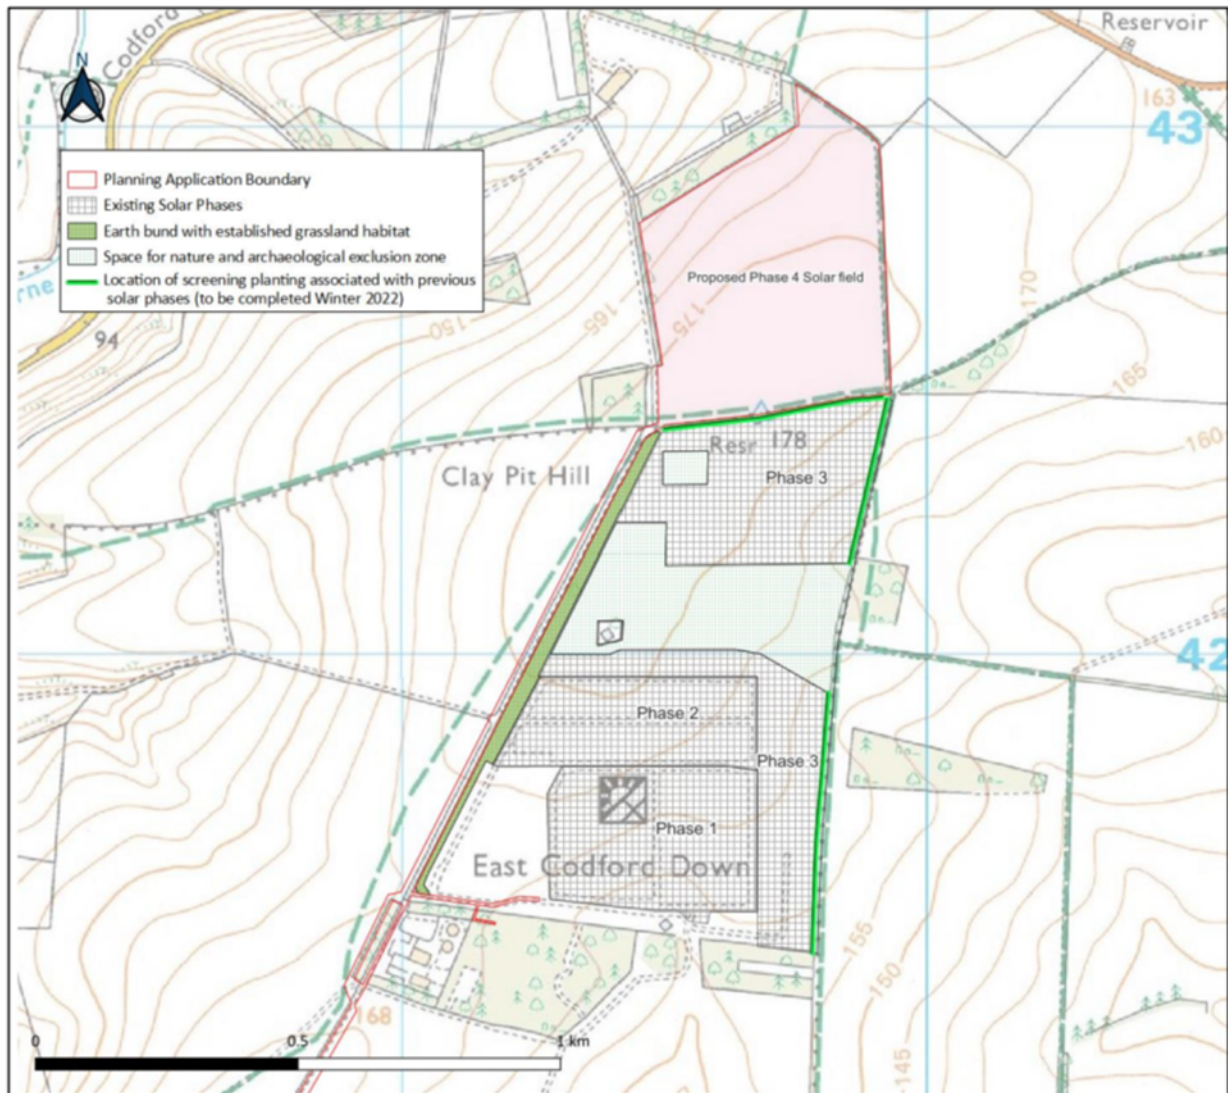 Reservoir
Codford
N
163
43
Planning Application Boundary
Existing Solar Phases
Earth bund with established grassland habitat
Space for nature and archaeological exclusion zone
Location of screening planting associated with previous
solar phases (to be completed Winter 2022)
rne
94
150
165
175
170
Proposed Phase 4 Solar field
165
160
Resr 178
Clay Pit Hill
Phase 3
42
Phase 2
Phase 3
Phase 1
East Codford Down
155
150
168
145
0
0.5
1 km